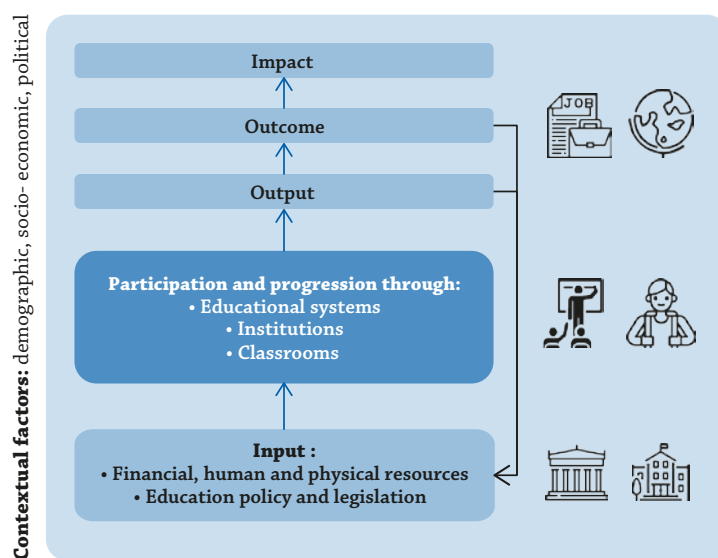 Contextual factors: demographic, socio- economic, political
Impact
Outcome
Output
Participation and progression through:
• Educational systems
• Institutions
• Classrooms
Input :
• Financial, human and physical resources
• Education policy and legislation
JOB